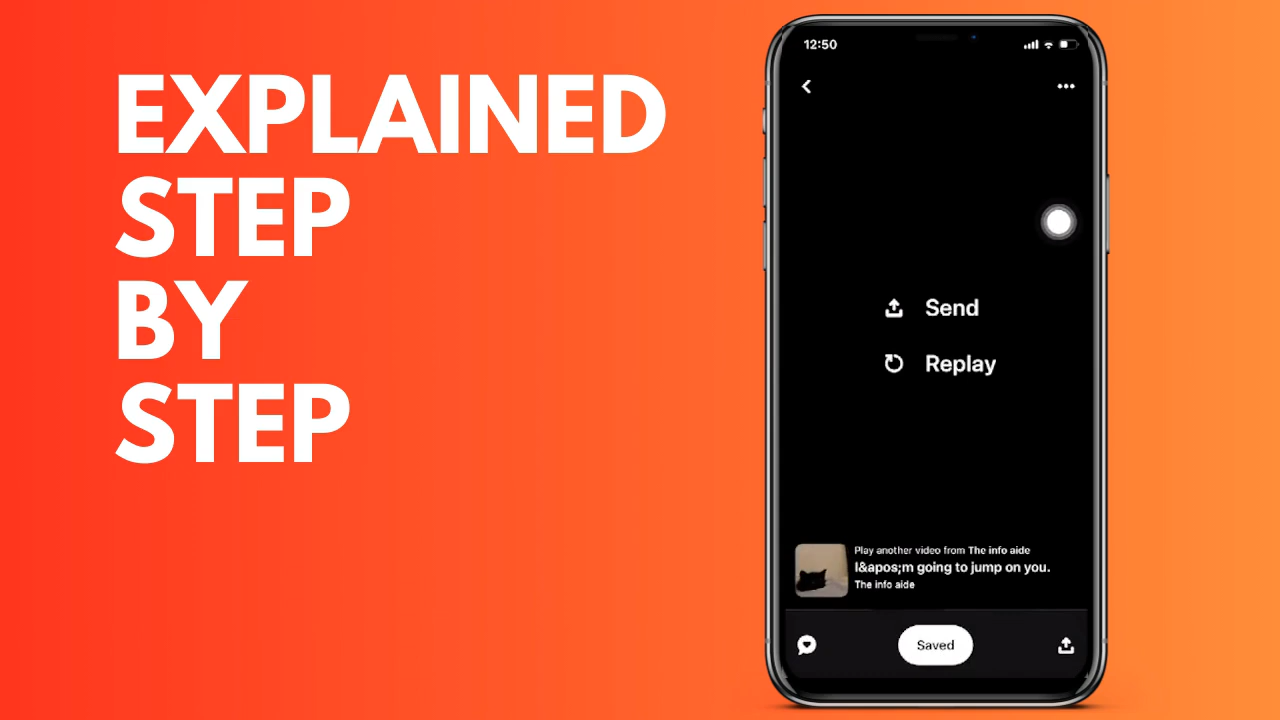 EXPLAINED
STEP
BY
STEP
12:50
Send
Replay
Play another video from The info aide
I&apos;m going to jump on you.
The info aide
Saved